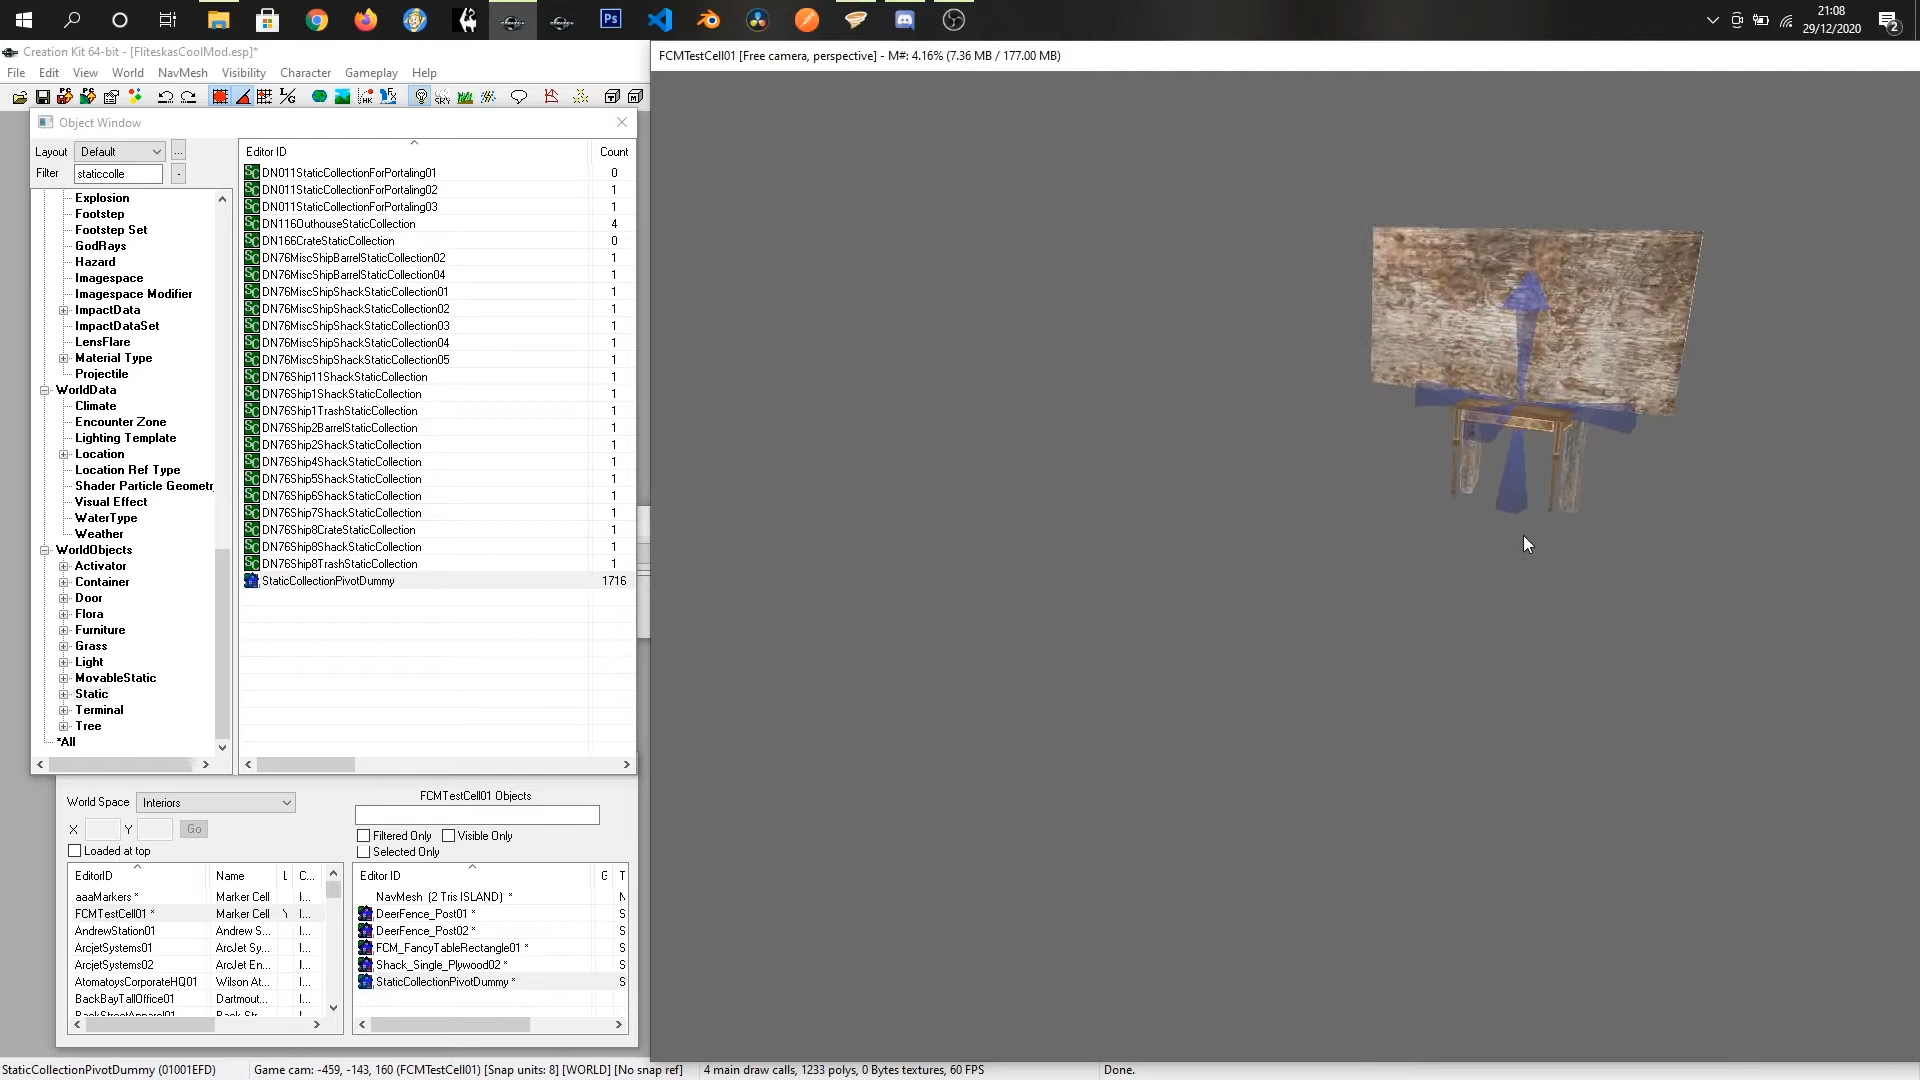 21:08
29/12/2020
2
Creation Kit 64-bit - [FliteskasCoolMod.esp]*
File Edit View World NavMesh Visibility Character Gameplay Help
FCMTestCell01 [Free camera, perspective] - M#: 4.16% (7.36 MB / 177.00 MB)
Object Window
Layout Default ...
Filter staticcolle -
Explosion
Footstep
Footstep Set
GodRays
Hazard
Imagespace
Imagespace Modifier
ImpactData
ImpactDataSet
LensFlare
Material Type
Projectile
WorldData
Climate
Encounter Zone
Lighting Template
Location
Location Ref Type
Shader Particle Geometr
Visual Effect
WaterType
Weather
WorldObjects
Activator
Container
Door
Flora
Furniture
Grass
Light
MovableStatic
Static
Terminal
Tree
*All
Editor ID Count
DN011StaticCollectionForPortaling01 0
DN011StaticCollectionForPortaling02 1
DN011StaticCollectionForPortaling03 1
DN116OuthouseStaticCollection 4
DN166CrateStaticCollection 0
DN76MiscShipBarrelStaticCollection02 1
DN76MiscShipBarrelStaticCollection04 1
DN76MiscShipShackStaticCollection01 1
DN76MiscShipShackStaticCollection02 1
DN76MiscShipShackStaticCollection03 1
DN76MiscShipShackStaticCollection04 1
DN76MiscShipShackStaticCollection05 1
DN76Ship11ShackStaticCollection 1
DN76Ship1ShackStaticCollection 1
DN76Ship1TrashStaticCollection 1
DN76Ship2BarrelStaticCollection 1
DN76Ship2ShackStaticCollection 1
DN76Ship4ShackStaticCollection 1
DN76Ship5ShackStaticCollection 1
DN76Ship6ShackStaticCollection 1
DN76Ship7ShackStaticCollection 1
DN76Ship8CrateStaticCollection 1
DN76Ship8ShackStaticCollection 1
DN76Ship8TrashStaticCollection 1
StaticCollectionPivotDummy 1716
World Space Interiors
X Y Go
Loaded at top
EditorID Name L C...
aaaMarkers * Marker Cell I...
FCMTestCell01 * Marker Cell Y I...
AndrewStation01 Andrew S... I...
ArcjetSystems01 ArcJet Sy... I...
ArcjetSystems02 ArcJet En... I...
AtomatoysCorporateHQ01 Wilson At... I...
BackBayTallOffice01 Dartmout... I...
BackStreetApparel01 Back Str
FCMTestCell01 Objects
Filtered Only Visible Only
Selected Only
Editor ID G T
NavMesh (2 Tris ISLAND) *
DeerFence_Post01 * S
DeerFence_Post02 * S
FCM_FancyTableRectangle01 * S
Shack_Single_Plywood02 * S
StaticCollectionPivotDummy * S
StaticCollectionPivotDummy (01001EFD) Game cam: -459, -143, 160 (FCMTestCell01) [Snap units: 8] [WORLD] [No snap ref] 4 main draw calls, 1233 polys, 0 Bytes textures, 60 FPS Done.